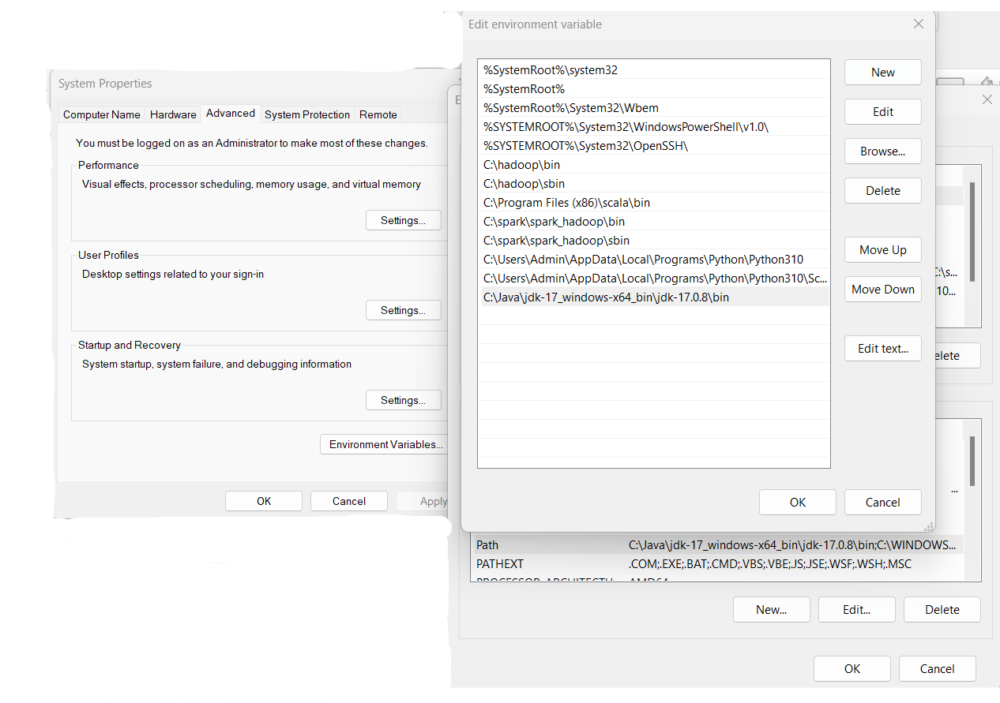 System Properties
Computer Name
Hardware
Advanced
System Protection
Remote
You must be logged on as an Administrator to make most of these changes.
Performance
Visual effects, processor scheduling, memory usage, and virtual memory
Settings...
User Profiles
Desktop settings related to your sign-in
Settings...
Startup and Recovery
System startup, system failure, and debugging information
Settings...
Environment Variables...
OK
Cancel
Apply
Edit environment variable
%SystemRoot%\system32
%SystemRoot%
%SystemRoot%\System32\Wbem
%SYSTEMROOT%\System32\WindowsPowerShell\v1.0\
%SYSTEMROOT%\System32\OpenSSH\
C:\hadoop\bin
C:\hadoop\sbin
C:\Program Files (x86)\scala\bin
C:\spark\spark_hadoop\bin
C:\spark\spark_hadoop\sbin
C:\Users\Admin\AppData\Local\Programs\Python\Python310
C:\Users\Admin\AppData\Local\Programs\Python\Python310\Sc...
C:\Java\jdk-17_windows-x64_bin\jdk-17.0.8\bin
New
Edit
Browse...
Delete
Move Up
Move Down
Edit text...
OK
Cancel
C:\s...
10...
elete
...
Path C:\Java\jdk-17_windows-x64_bin\jdk-17.0.8\bin;C:\WINDOWS...
PATHEXT .COM;.EXE;.BAT;.CMD;.VBS;.VBE;.JS;.JSE;.WSF;.WSH;.MSC
New...
Edit...
Delete
OK
Cancel